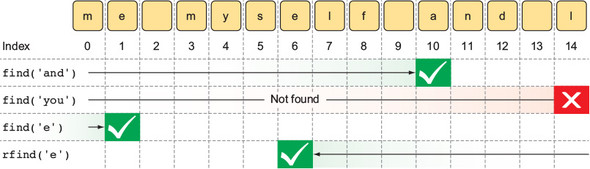 m e m y s e l f a n d l
Index 0 1 2 3 4 5 6 7 8 9 10 11 12 13 14
find('and')
find('you') Not found
find('e')
rfind('e')